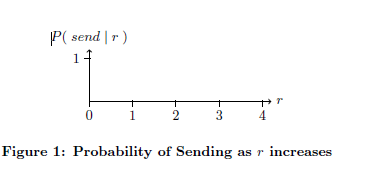 P( send | r )
1
r
0 1 2 3 4
Figure 1: Probability of Sending as r increases